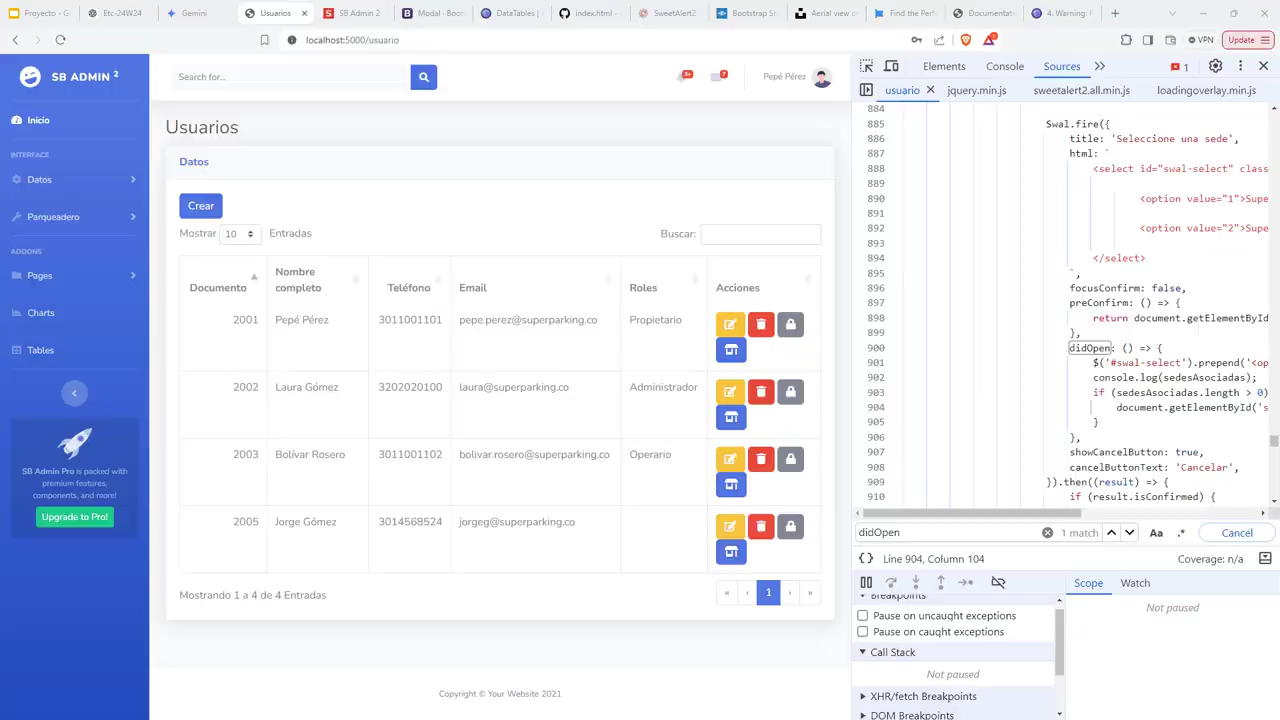 Proyecto - G
Etc-24W24
Gemini
Usuarios
SB Admin 2
Modal · Boo
DataTables |
index.html -
SweetAlert2
Bootstrap Se
Aerial view o
Find the Perf
Documentat
4. Warning: R
localhost:5000/usuario
VPN
Update
SB ADMIN 2
Search for...
3+
7
Pepé Pérez
Inicio
INTERFACE
Datos
Parqueadero
ADDONS
Pages
Charts
Tables
SB Admin Pro is packed with
premium features,
components, and more!
Upgrade to Pro!
Usuarios
Datos
Crear
Mostrar 10 Entradas
Buscar:
Documento Nombre completo Teléfono Email Roles Acciones
2001 Pepé Pérez 3011001101 pepe.perez@superparking.co Propietario
2002 Laura Gómez 3202020100 laura@superparking.co Administrador
2003 Bolívar Rosero 3011001102 bolivar.rosero@superparking.co Operario
2005 Jorge Gómez 3014568524 jorgeg@superparking.co
Mostrando 1 a 4 de 4 Entradas
« ‹ 1 › »
Copyright © Your Website 2021
Elements Console Sources 1
usuario jquery.min.js sweetalert2.all.min.js loadingoverlay.min.js
884
885 Swal.fire({
886 title: 'Seleccione una sede',
887 html: `
888 <select id="swal-select" class
889
890 <option value="1">Supe
891
892 <option value="2">Supe
893
894 </select>
895 `,
896 focusConfirm: false,
897 preConfirm: () => {
898 return document.getElementById
899 },
900 didOpen: () => {
901 $('#swal-select').prepend('<op
902 console.log(sedesAsociadas);
903 if (sedesAsociadas.length > 0)
904 document.getElementById('s
905 }
906 },
907 showCancelButton: true,
908 cancelButtonText: 'Cancelar',
909 }).then((result) => {
910 if (result.isConfirmed) {
didOpen 1 match Aa .* Cancel
{ } Line 904, Column 104 Coverage: n/a
Scope Watch
Breakpoints
Not paused
Pause on uncaught exceptions
Pause on caught exceptions
Call Stack
Not paused
XHR/fetch Breakpoints
DOM Breakpoints